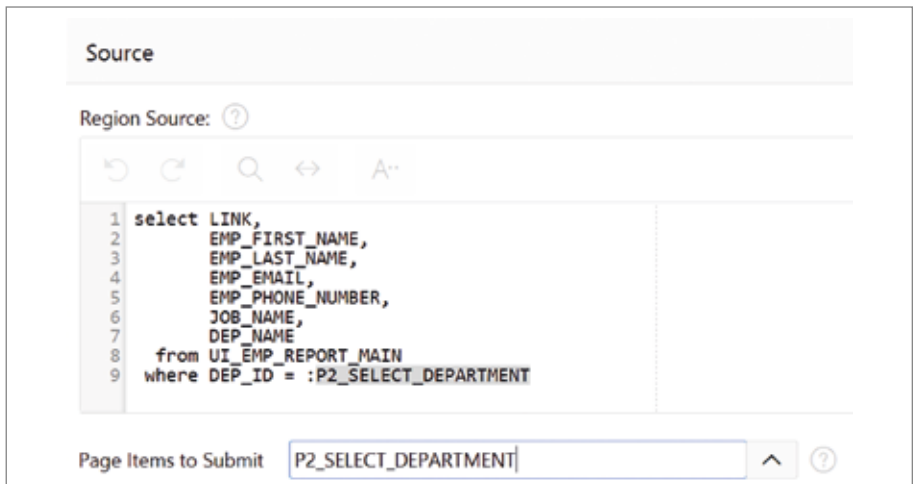 Source
Region Source: ?
A··
1 select LINK,
2 EMP_FIRST_NAME,
3 EMP_LAST_NAME,
4 EMP_EMAIL,
5 EMP_PHONE_NUMBER,
6 JOB_NAME,
7 DEP_NAME
8 from UI_EMP_REPORT_MAIN
9 where DEP_ID = :P2_SELECT_DEPARTMENT
Page Items to Submit P2_SELECT_DEPARTMENT ?